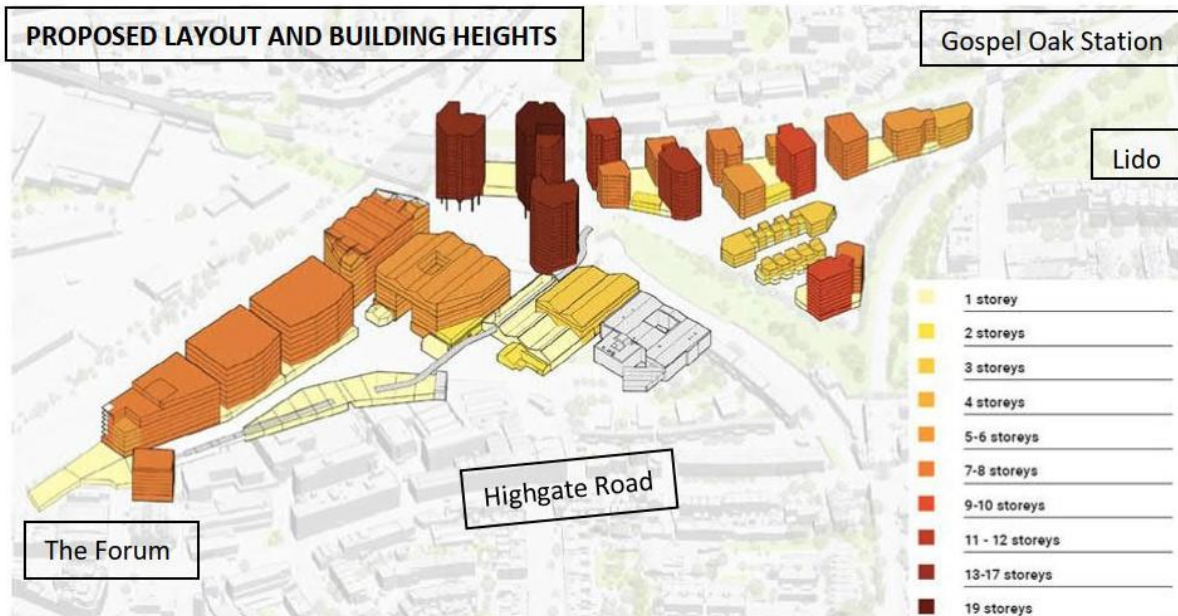 PROPOSED LAYOUT AND BUILDING HEIGHTS
Gospel Oak Station
Lido
1 storey
2 storeys
3 storeys
4 storeys
5-6 storeys
7-8 storeys
9-10 storeys
11 - 12 storeys
13-17 storeys
19 storeys
Highgate Road
The Forum